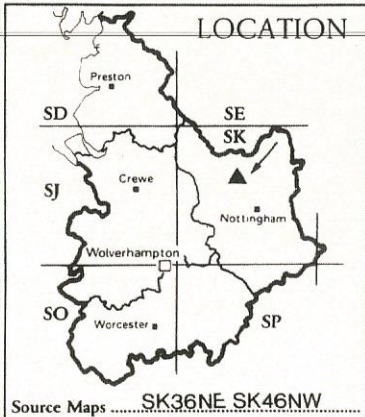 LOCATION
Preston
SD
SE
SK
SJ
Crewe
Nottingham
Wolverhampton
SO
Worcester
SP
Source Maps ........ SK36NE SK46NW